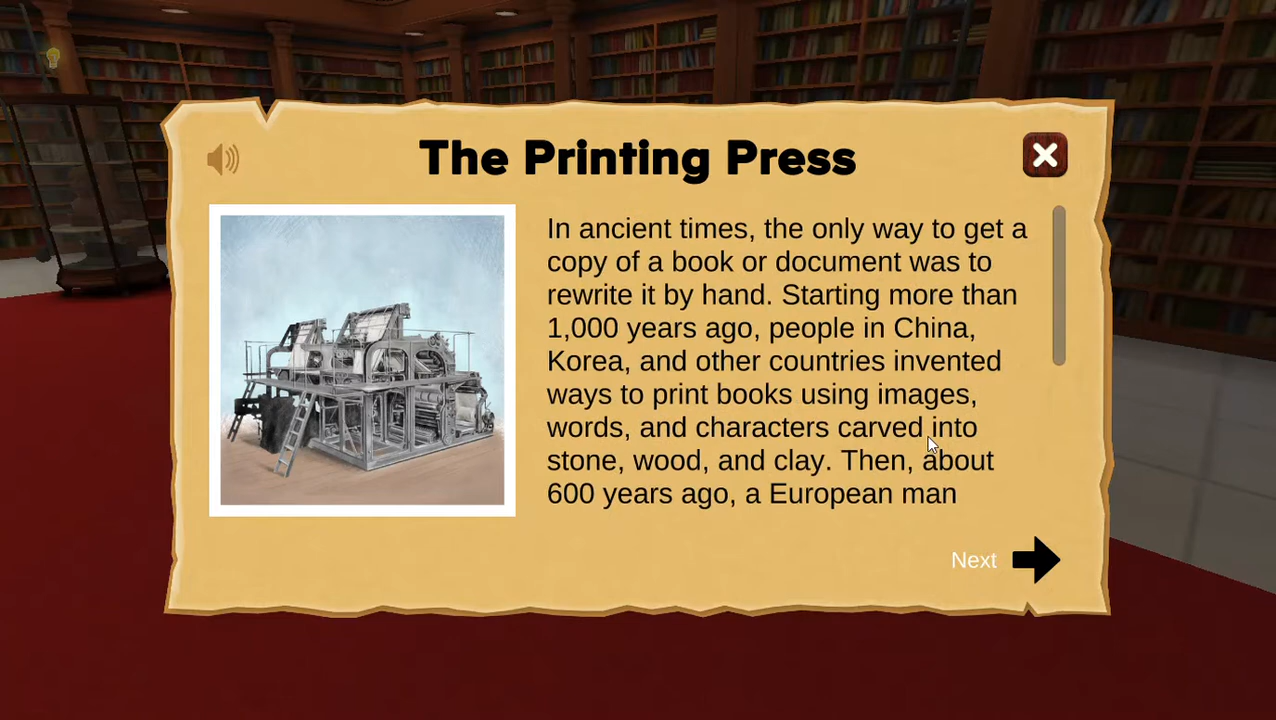 The Printing Press
In ancient times, the only way to get a
copy of a book or document was to
rewrite it by hand. Starting more than
1,000 years ago, people in China,
Korea, and other countries invented
ways to print books using images,
words, and characters carved into
stone, wood, and clay. Then, about
600 years ago, a European man
Next